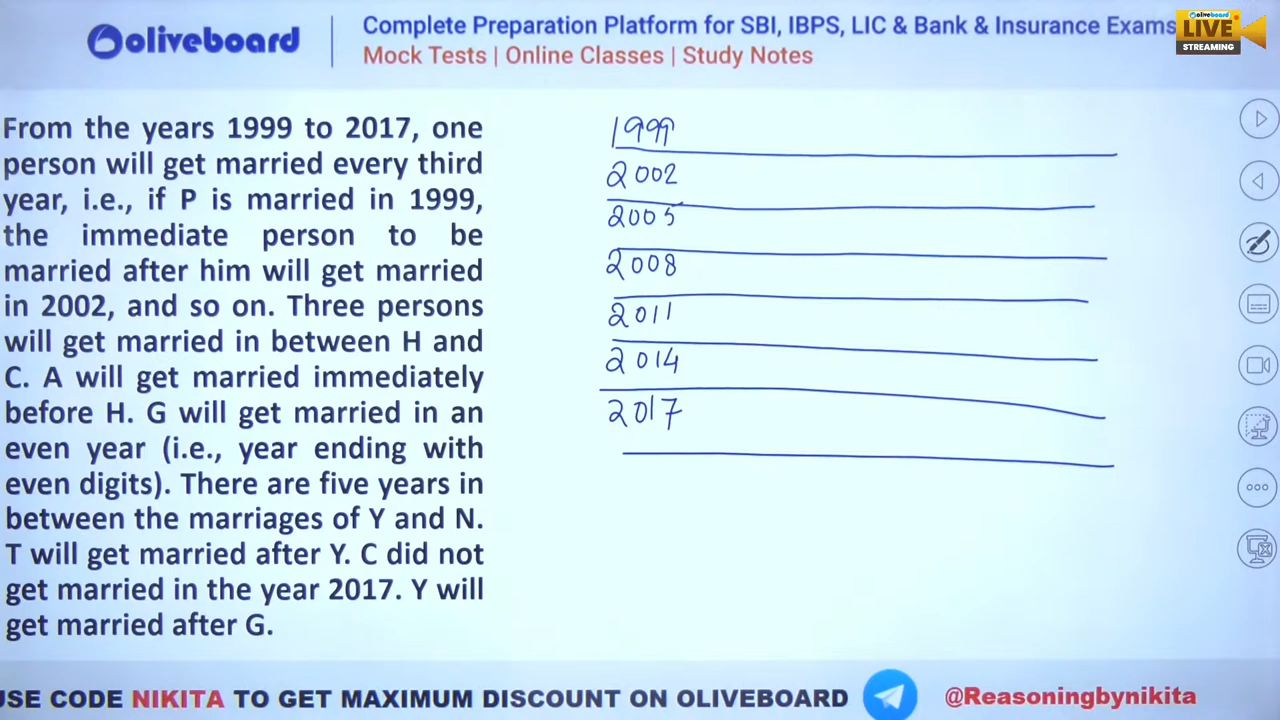 oliveboard
Complete Preparation Platform for SBI, IBPS, LIC & Bank & Insurance Exams
Mock Tests | Online Classes | Study Notes
oliveboard
LIVE
STREAMING
From the years 1999 to 2017, one
person will get married every third
year, i.e., if P is married in 1999,
the immediate person to be
married after him will get married
in 2002, and so on. Three persons
will get married in between H and
C. A will get married immediately
before H. G will get married in an
even year (i.e., year ending with
even digits). There are five years in
between the marriages of Y and N.
T will get married after Y. C did not
get married in the year 2017. Y will
get married after G.
1999
2002
2005
2008
2011
2014
2017
USE CODE NIKITA TO GET MAXIMUM DISCOUNT ON OLIVEBOARD
@Reasoningbynikita